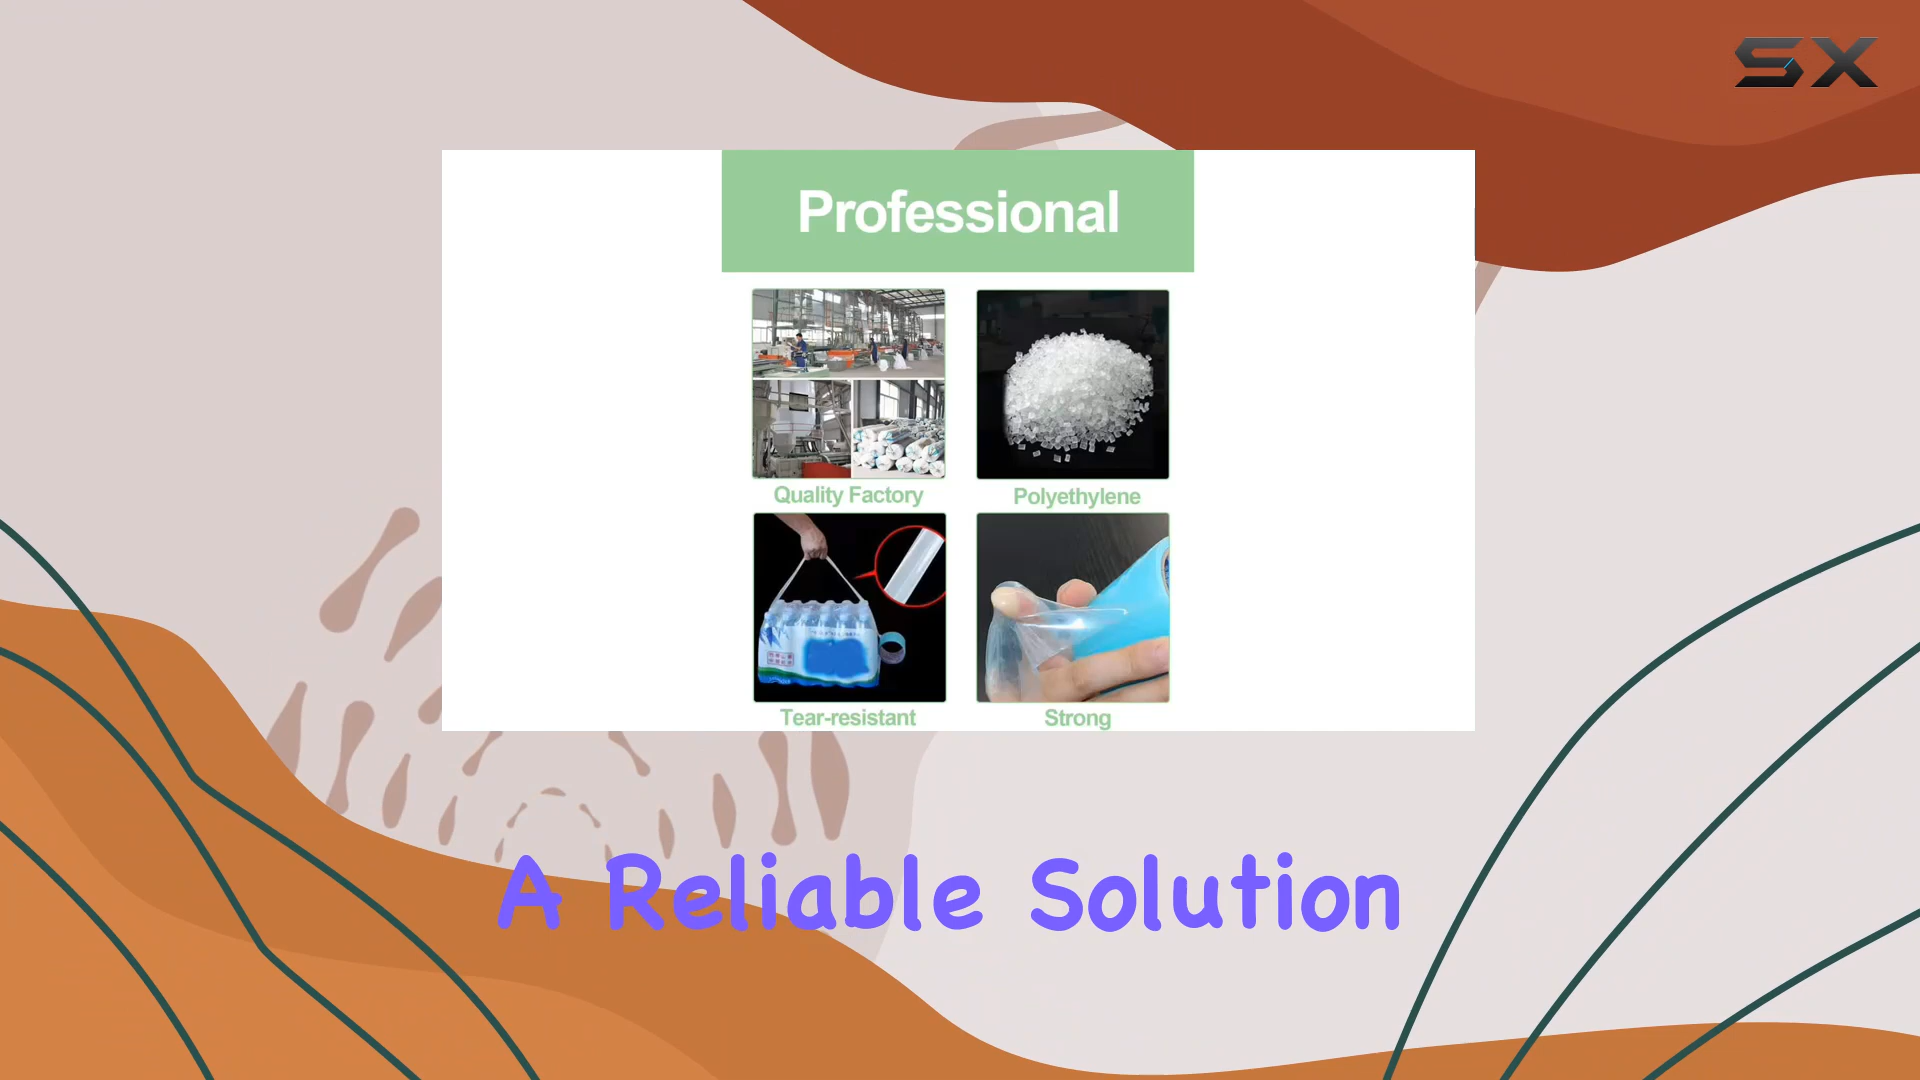 SX
Professional
Quality Factory
Polyethylene
Tear-resistant
Strong
A Reliable Solution